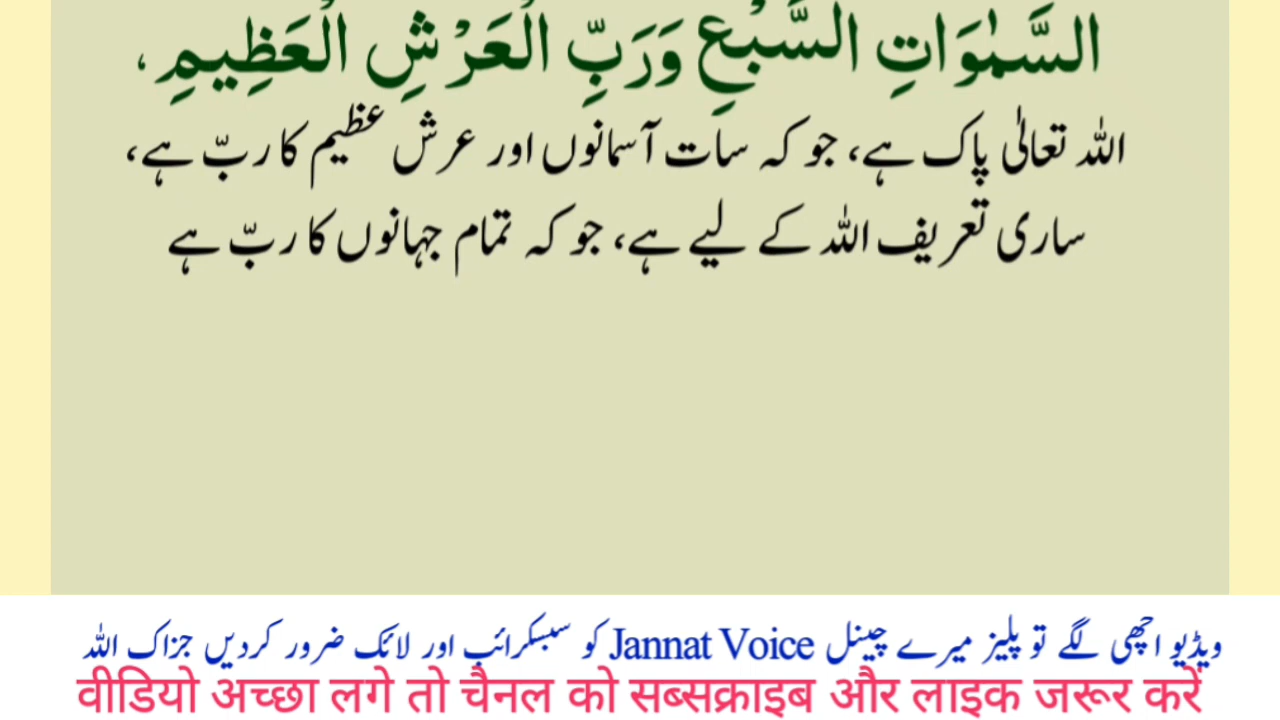 السَّمٰوَاتِ السَّبْعِ وَرَبِّ الْعَرْشِ الْعَظِيمِ،
اللہ تعالیٰ پاک ہے، جو کہ سات آسمانوں اور عرش عظیم کا ربّ ہے،
ساری تعریف اللہ کے لیے ہے، جو کہ تمام جہانوں کا ربّ ہے
ویڈیو اچھی لگے تو پلیز میرے چینل Jannat Voice کو سبسکرائب اور لائک ضرور کردیں جزاک اللہ
वीडियो अच्छा लगे तो चैनल को सब्सक्राइब और लाइक जरूर करें